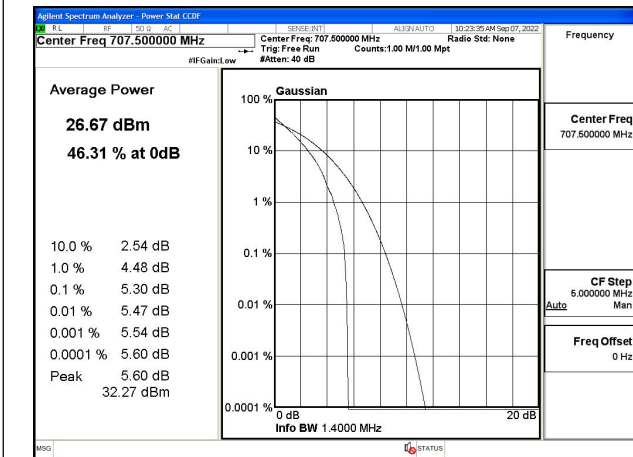 Agilent Spectrum Analyzer - Power Stat CCDF
LXI RL RF 50 Ω AC SENSE:INT ALIGN AUTO 10:23:35 AM Sep 07, 2022
Center Freq 707.500000 MHz
Center Freq: 707.500000 MHz Radio Std: None
Trig: Free Run Counts:1.00 M/1.00 Mpt
#IFGain:Low #Atten: 40 dB
Frequency
Average Power
26.67 dBm
46.31 % at 0dB
10.0 % 2.54 dB
1.0 % 4.48 dB
0.1 % 5.30 dB
0.01 % 5.47 dB
0.001 % 5.54 dB
0.0001 % 5.60 dB
Peak 5.60 dB
32.27 dBm
Gaussian
100 %
10 %
1 %
0.1 %
0.01 %
0.001 %
0.0001 %
0 dB 20 dB
Info BW 1.4000 MHz
Center Freq
707.500000 MHz
CF Step
5.000000 MHz
Auto Man
Freq Offset
0 Hz
MSG STATUS